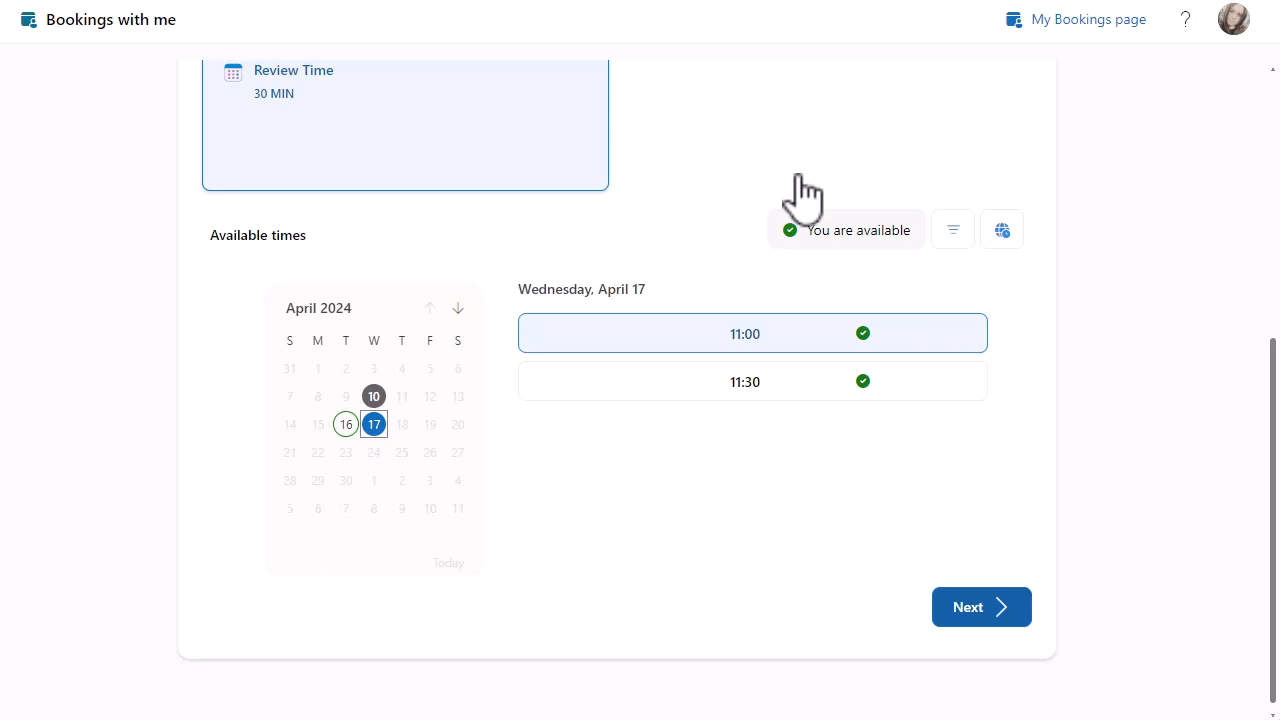 Bookings with me
My Bookings page
?
Review Time
30 MIN
Available times
You are available
Wednesday, April 17
April 2024
S M T W T F S
31 1 2 3 4 5 6
7 8 9 10 11 12 13
14 15 16 17 18 19 20
21 22 23 24 25 26 27
28 29 30 1 2 3 4
5 6 7 8 9 10 11
Today
11:00
11:30
Next